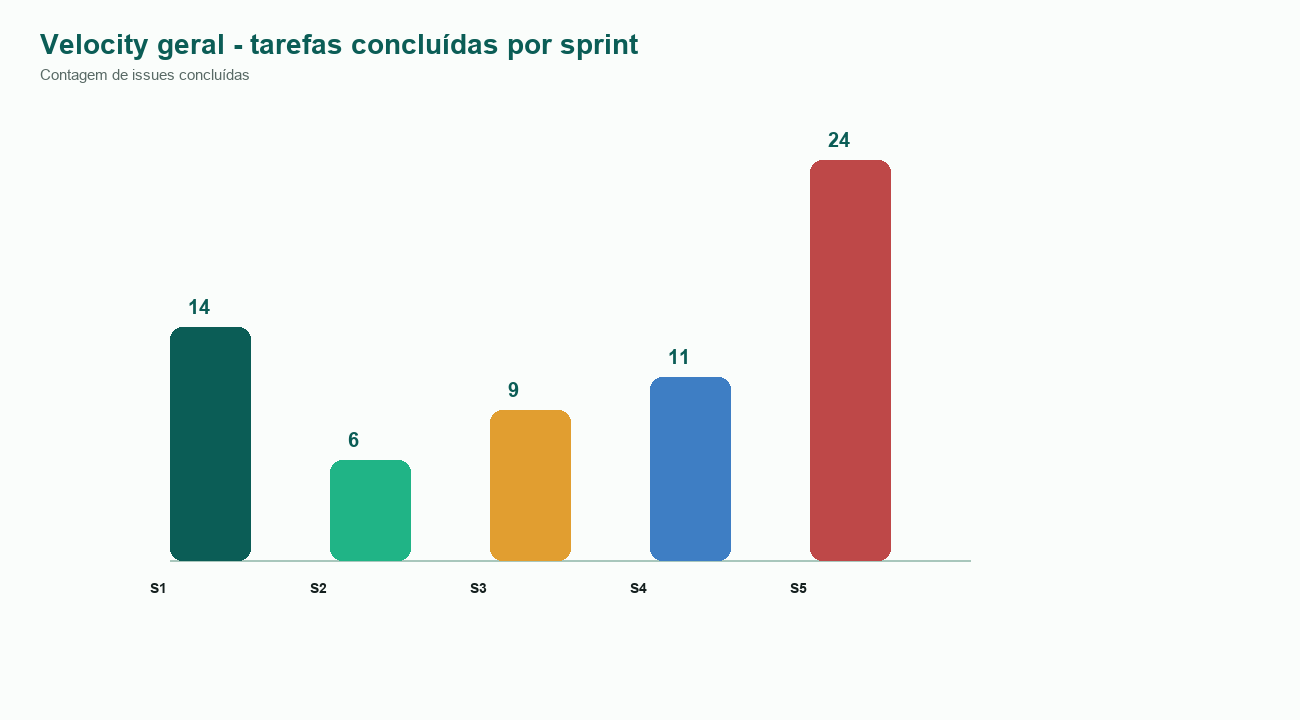 Velocity geral - tarefas concluídas por sprint
Contagem de issues concluídas
24
14
11
9
6
S1 S2 S3 S4 S5